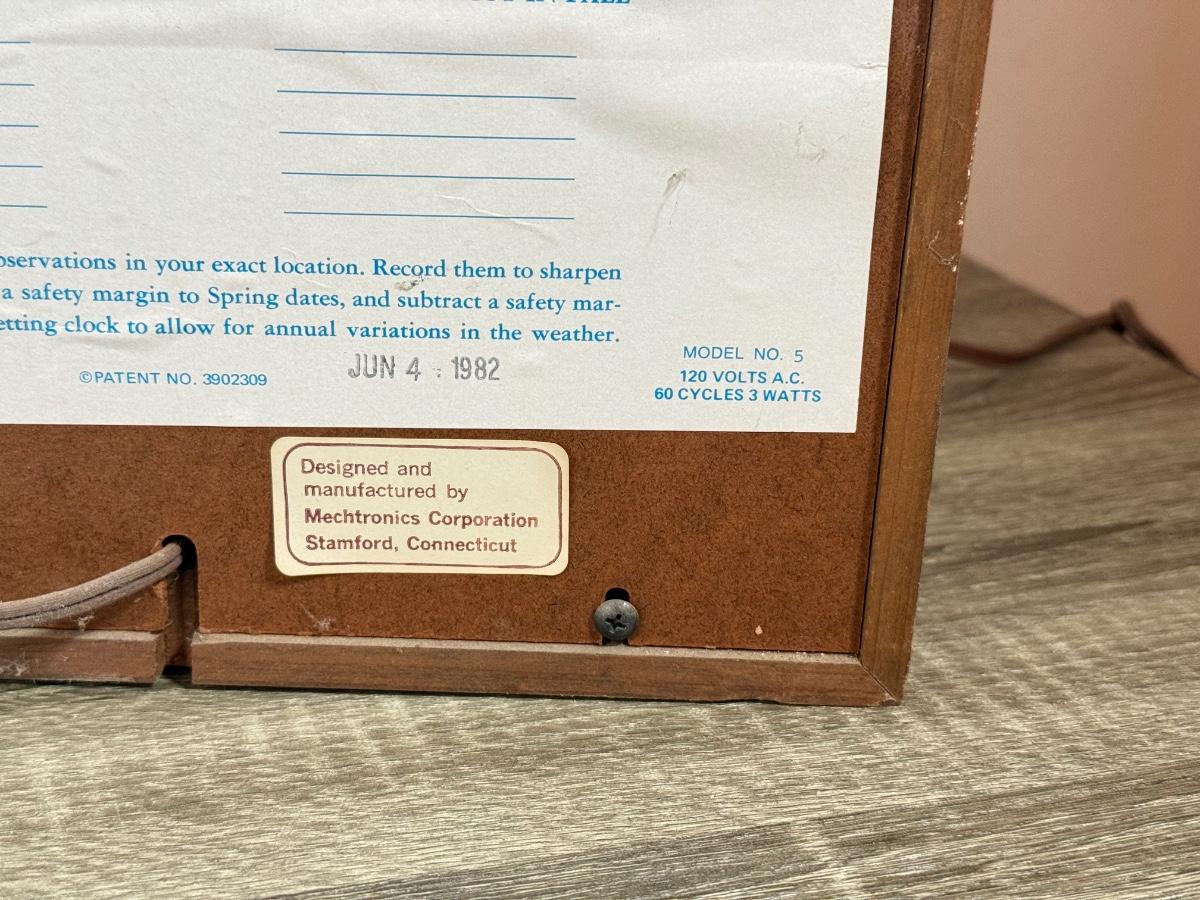 observations in your exact location. Record them to sharpen
a safety margin to Spring dates, and subtract a safety mar-
etting clock to allow for annual variations in the weather.
JUN 4 : 1982
©PATENT NO. 3902309
MODEL NO. 5
120 VOLTS A.C.
60 CYCLES 3 WATTS
Designed and
manufactured by
Mechtronics Corporation
Stamford, Connecticut